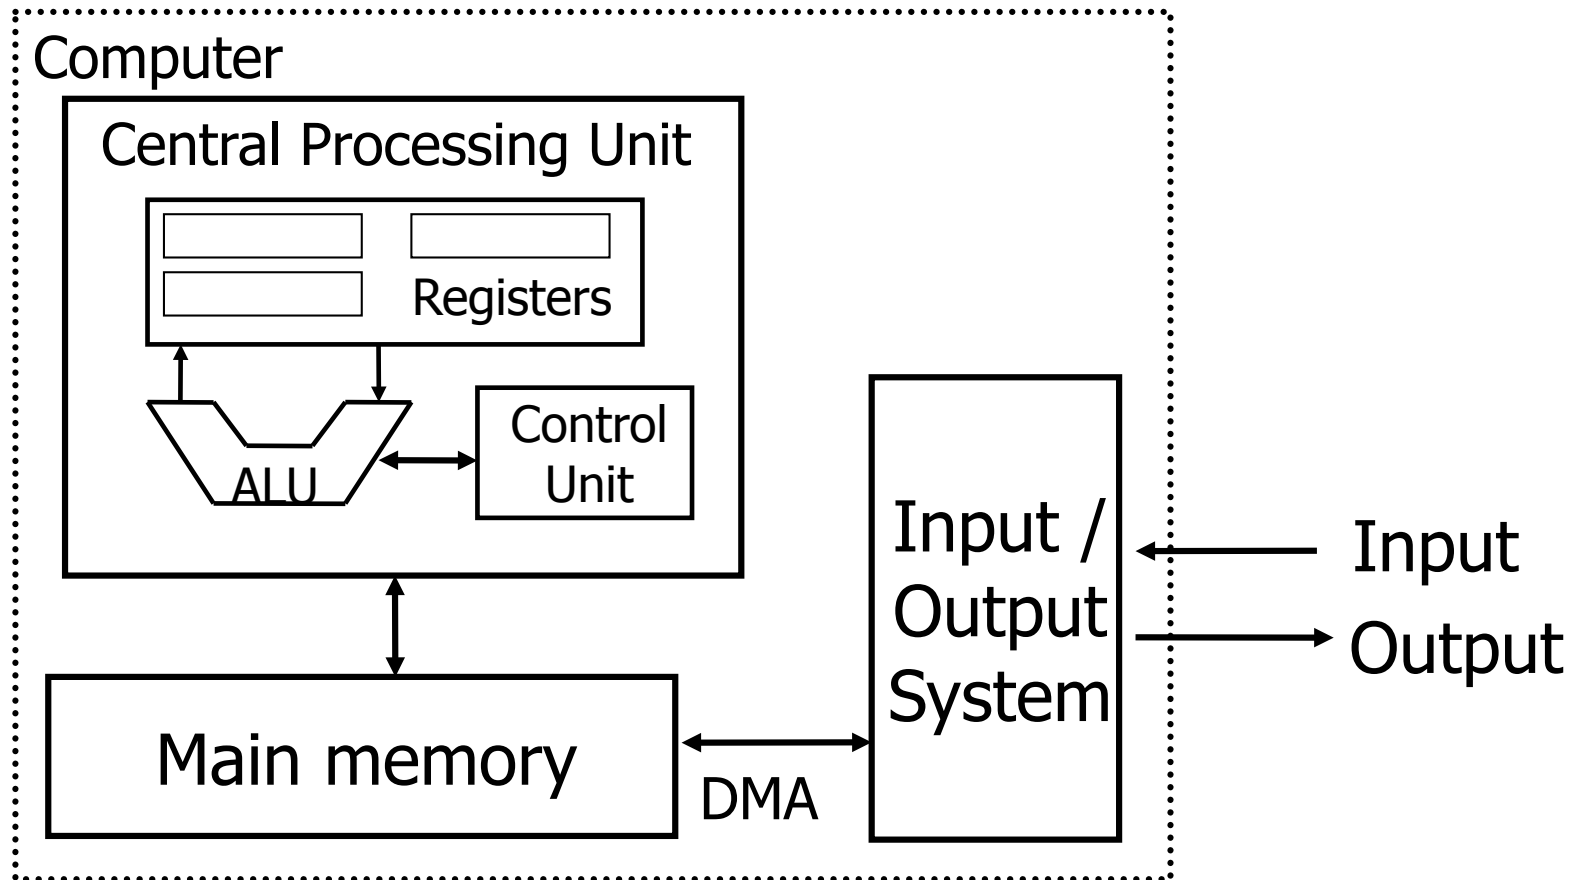 Computer
Central Processing Unit
Registers
ALU
Control
Unit
Main memory
DMA
Input /
Output
System
Input
Output